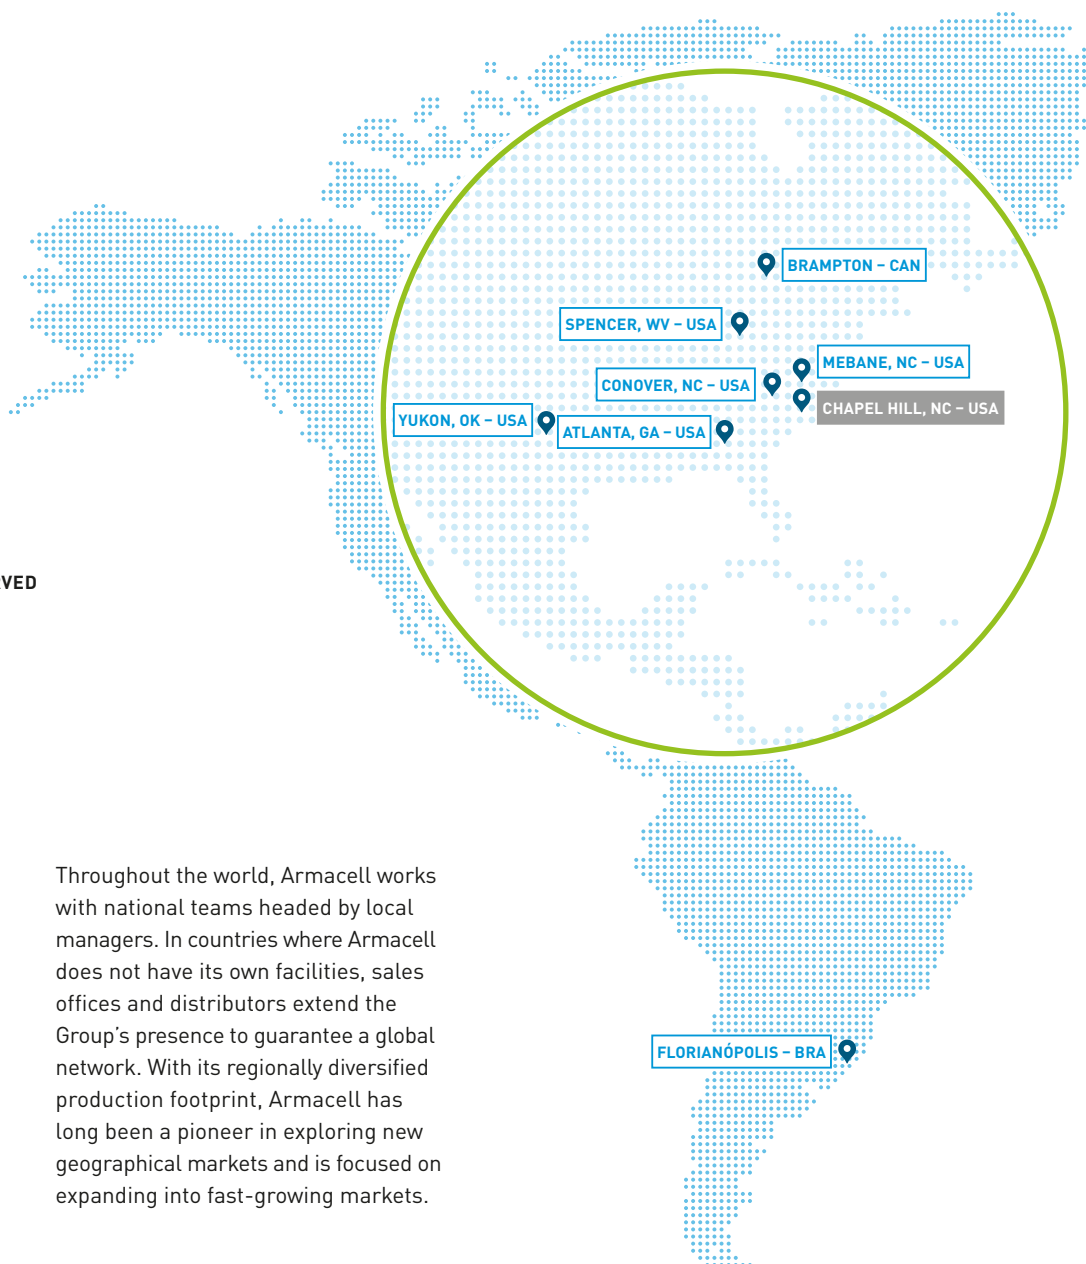 BRAMPTON – CAN
SPENCER, WV – USA
MEBANE, NC – USA
CONOVER, NC – USA
CHAPEL HILL, NC – USA
YUKON, OK – USA
ATLANTA, GA – USA
VED
Throughout the world, Armacell works
with national teams headed by local
managers. In countries where Armacell
does not have its own facilities, sales
offices and distributors extend the
Group’s presence to guarantee a global
network. With its regionally diversified
production footprint, Armacell has
long been a pioneer in exploring new
geographical markets and is focused on
expanding into fast-growing markets.
FLORIANÓPOLIS – BRA